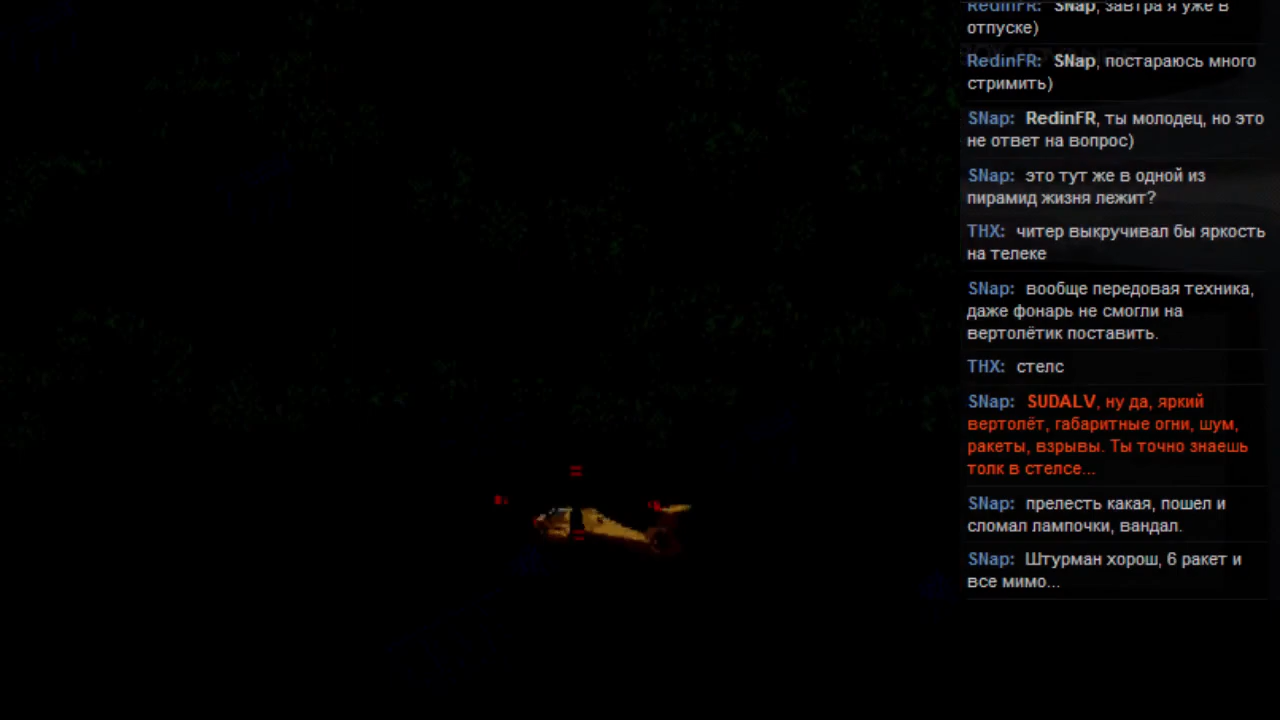 RedinFR: SNap, завтра я уже в
отпуске)
RedinFR: SNap, постараюсь много
стримить)
SNap: RedinFR, ты молодец, но это
не ответ на вопрос)
SNap: это тут же в одной из
пирамид жизня лежит?
THX: читер выкручивал бы яркость
на телеке
SNap: вообще передовая техника,
даже фонарь не смогли на
вертолётик поставить.
THX: стелс
SNap: SUDALV, ну да, яркий
вертолёт, габаритные огни, шум,
ракеты, взрывы. Ты точно знаешь
толк в стелсе...
SNap: прелесть какая, пошел и
сломал лампочки, вандал.
SNap: Штурман хорош, 6 ракет и
все мимо...